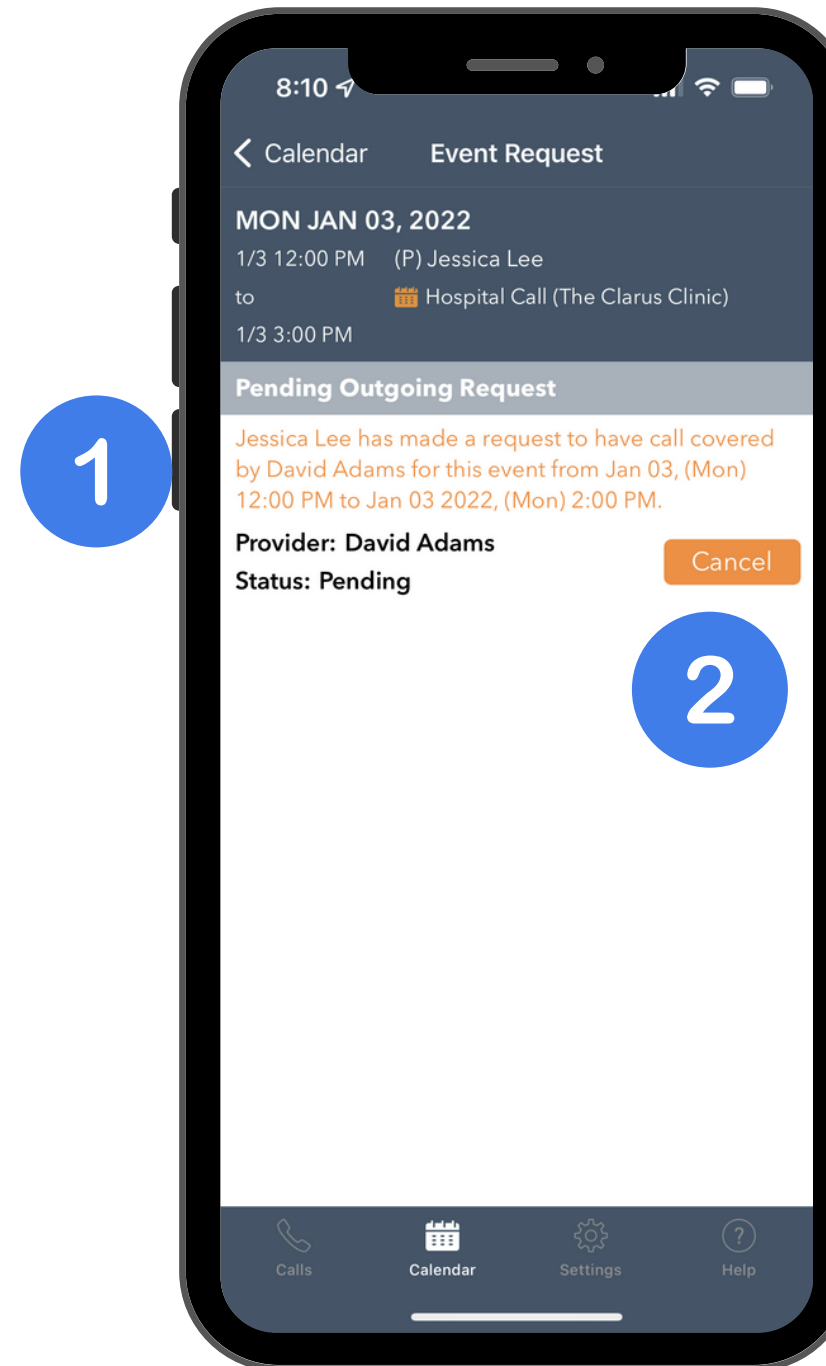 8:10
Calendar Event Request
MON JAN 03, 2022
1/3 12:00 PM (P) Jessica Lee
to Hospital Call (The Clarus Clinic)
1/3 3:00 PM
Pending Outgoing Request
Jessica Lee has made a request to have call covered
by David Adams for this event from Jan 03, (Mon)
12:00 PM to Jan 03 2022, (Mon) 2:00 PM.
1
Provider: David Adams
Cancel
Status: Pending
2
Calls Calendar Settings ? Help